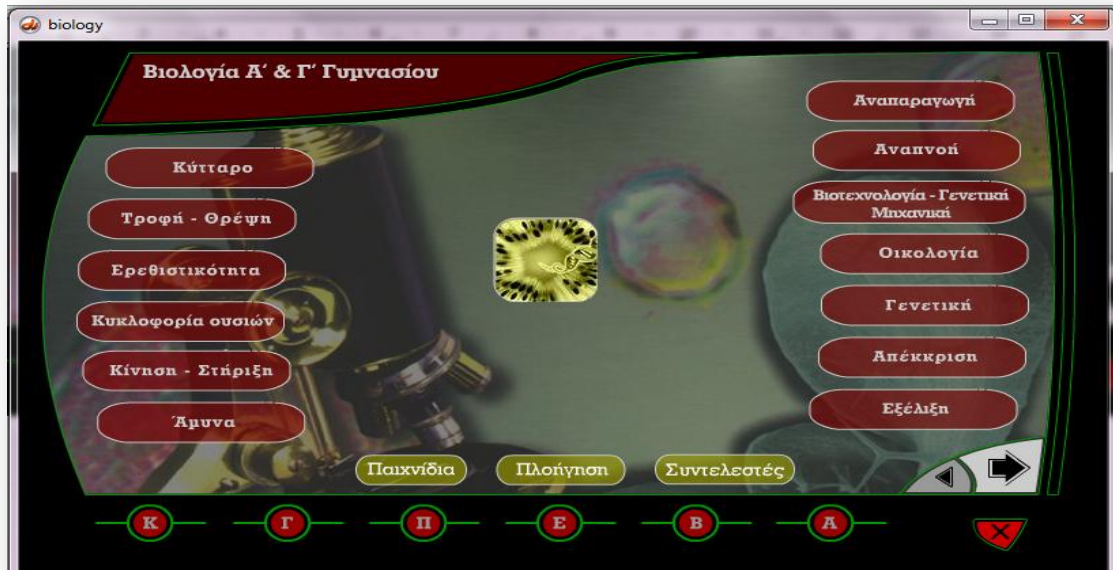 biology
Βιολογία Α΄ & Γ΄ Γυμνασίου
Κύτταρο
Τροφή - Θρέψη
Ερεθιστικότητα
Κυκλοφορία ουσιών
Κίνηση - Στήριξη
Άμυνα
Αναπαραγωγή
Αναπνοή
Βιοτεχνολογία - Γενετική
Μηχανική
Οικολογία
Γενετική
Απέκκριση
Εξέλιξη
Παιχνίδια
Πλοήγηση
Συντελεστές
Κ
Γ
Π
Ε
Β
Α